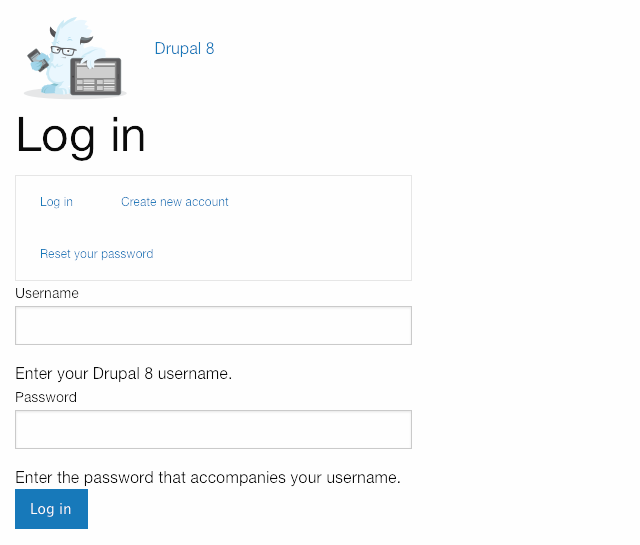 Drupal 8
Log in
Log in Create new account
Reset your password
Username
Enter your Drupal 8 username.
Password
Enter the password that accompanies your username.
Log in